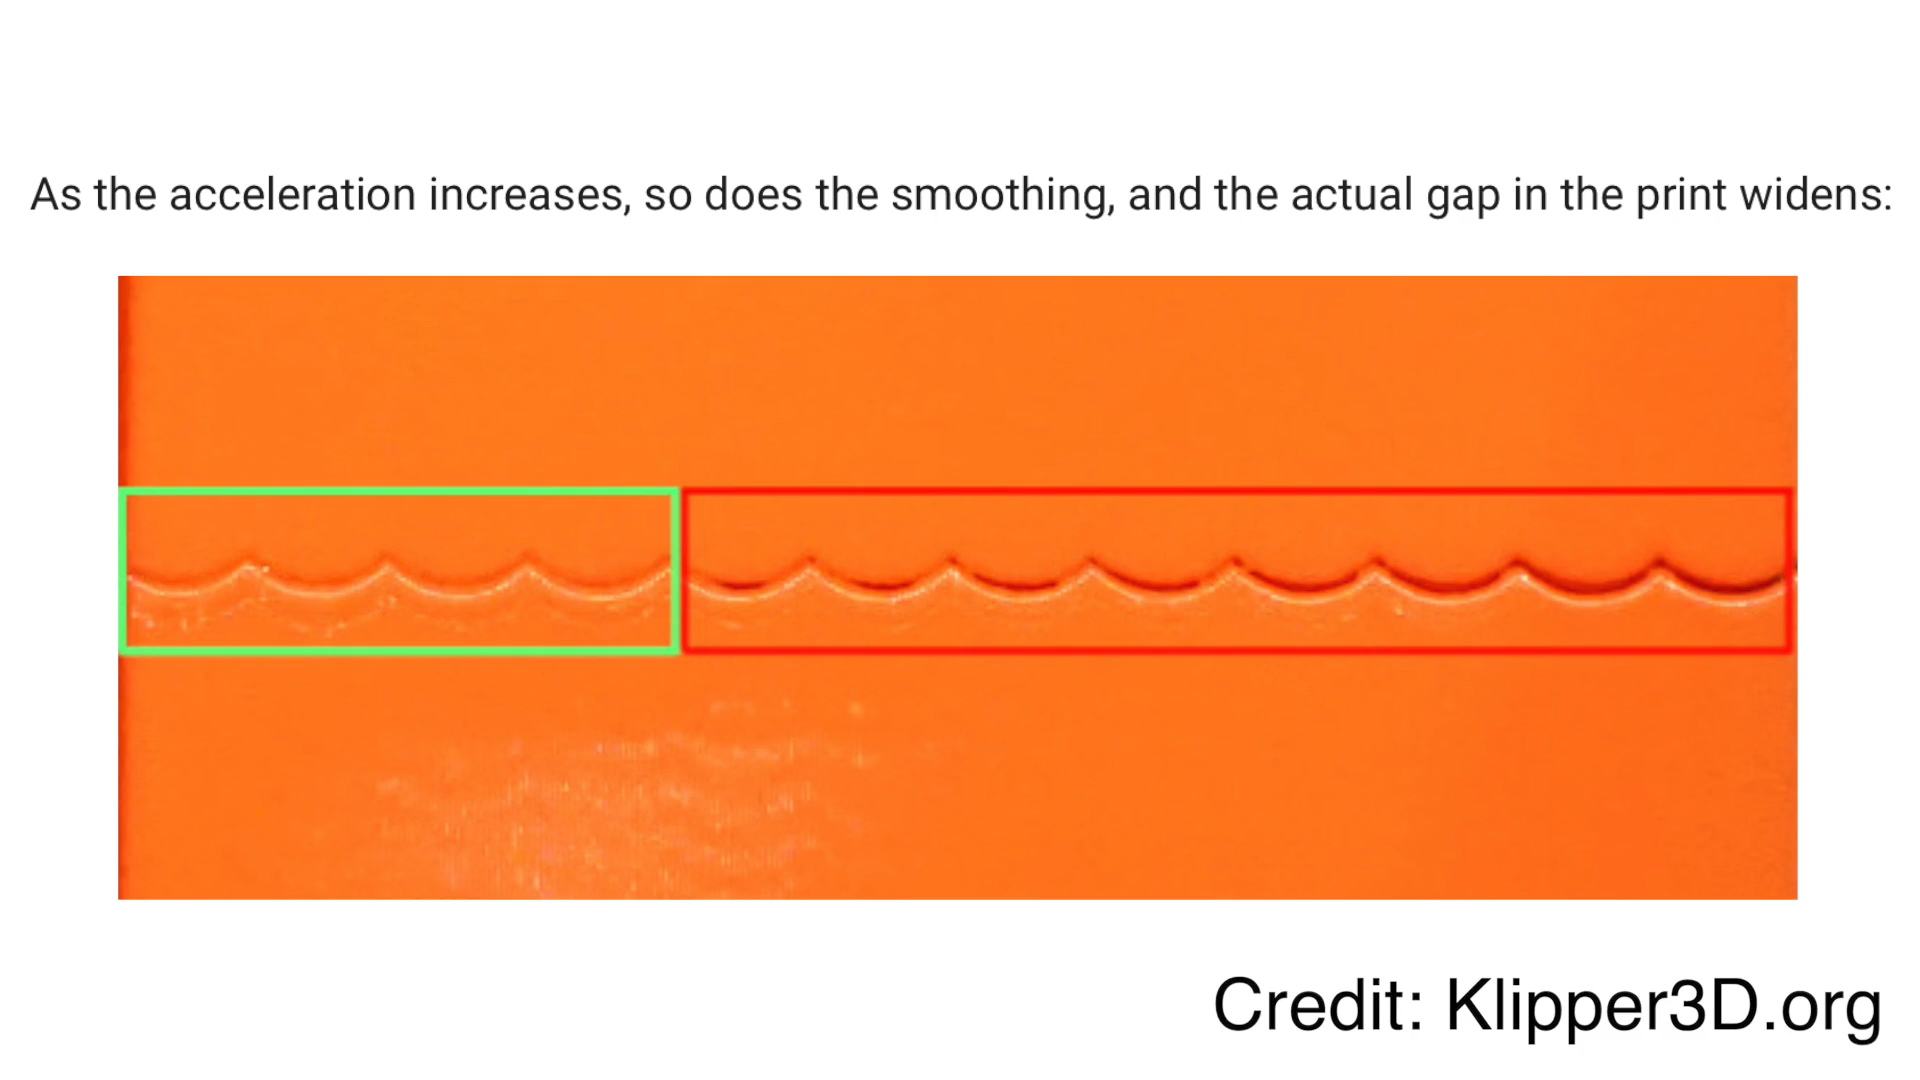 As the acceleration increases, so does the smoothing, and the actual gap in the print widens:
Credit: Klipper3D.org